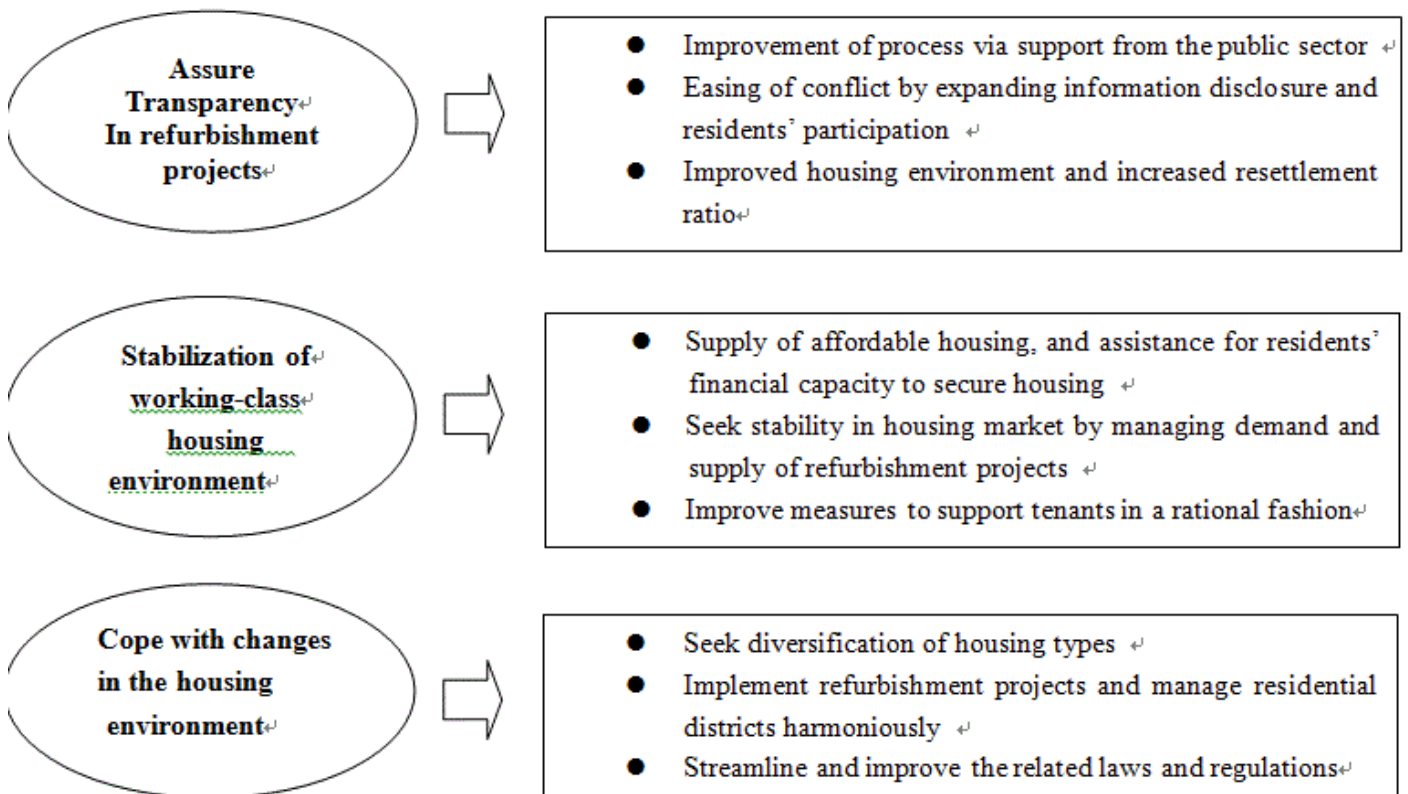 Assure
Transparency
In refurbishment
projects
● Improvement of process via support from the public sector
● Easing of conflict by expanding information disclosure and
residents’ participation
● Improved housing environment and increased resettlement
ratio
Stabilization of
working-class
housing
environment
● Supply of affordable housing, and assistance for residents’
financial capacity to secure housing
● Seek stability in housing market by managing demand and
supply of refurbishment projects
● Improve measures to support tenants in a rational fashion
Cope with changes
in the housing
environment
● Seek diversification of housing types
● Implement refurbishment projects and manage residential
districts harmoniously
● Streamline and improve the related laws and regulations